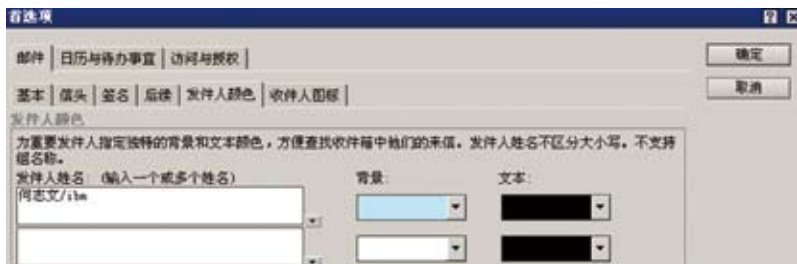 首选项
邮件 | 日历与待办事宜 | 访问与授权 |
确定
基本 | 信头 | 签名 | 后续 | 发件人颜色 | 收件人图标 |
取消
发件人颜色
为重要发件人指定独特的背景和文本颜色，方便查找收件箱中他们的来信。发件人姓名不区分大小写。不支持
组名称。
发件人姓名：（输入一个或多个姓名） 背景： 文本：
何志文/ibm